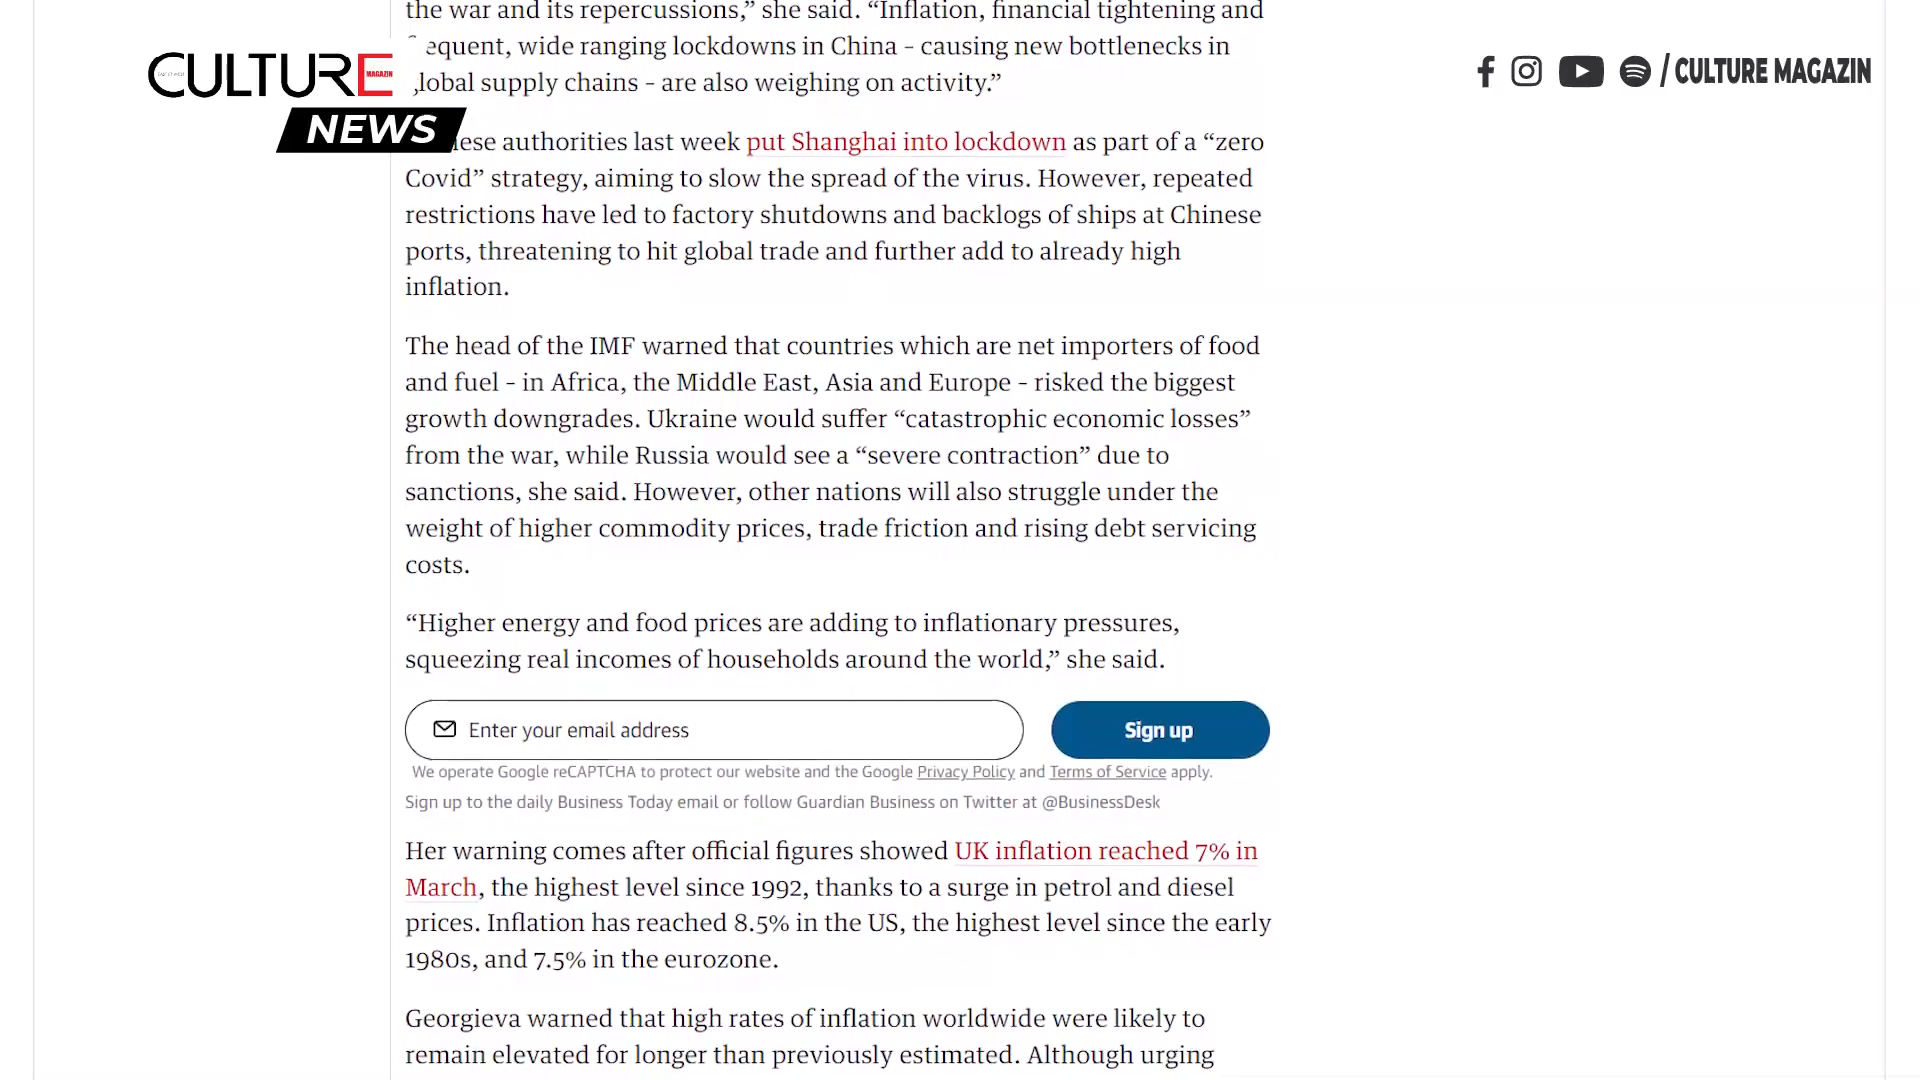 the war and its repercussions,” she said. “Inflation, financial tightening and
equent, wide ranging lockdowns in China – causing new bottlenecks in
lobal supply chains – are also weighing on activity.”
CULTURE
MAGAZIN
NEWS
/ CULTURE MAGAZIN
ese authorities last week put Shanghai into lockdown as part of a “zero
Covid” strategy, aiming to slow the spread of the virus. However, repeated
restrictions have led to factory shutdowns and backlogs of ships at Chinese
ports, threatening to hit global trade and further add to already high
inflation.
The head of the IMF warned that countries which are net importers of food
and fuel – in Africa, the Middle East, Asia and Europe – risked the biggest
growth downgrades. Ukraine would suffer “catastrophic economic losses”
from the war, while Russia would see a “severe contraction” due to
sanctions, she said. However, other nations will also struggle under the
weight of higher commodity prices, trade friction and rising debt servicing
costs.
“Higher energy and food prices are adding to inflationary pressures,
squeezing real incomes of households around the world,” she said.
Enter your email address
Sign up
We operate Google reCAPTCHA to protect our website and the Google Privacy Policy and Terms of Service apply.
Sign up to the daily Business Today email or follow Guardian Business on Twitter at @BusinessDesk
Her warning comes after official figures showed UK inflation reached 7% in
March, the highest level since 1992, thanks to a surge in petrol and diesel
prices. Inflation has reached 8.5% in the US, the highest level since the early
1980s, and 7.5% in the eurozone.
Georgieva warned that high rates of inflation worldwide were likely to
remain elevated for longer than previously estimated. Although urging